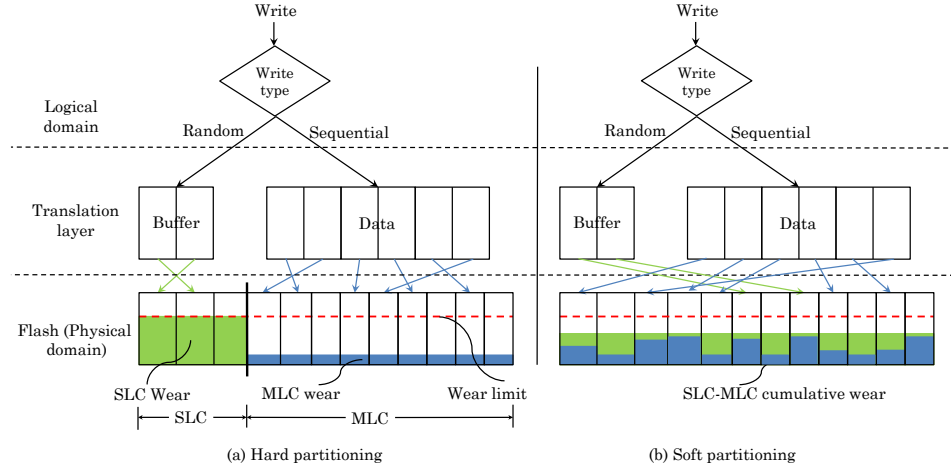 Write
Write
type
Logical
domain
Random
Sequential
Translation
layer
Buffer
Data
Flash (Physical
domain)
SLC Wear
MLC wear
Wear limit
SLC
MLC
(a) Hard partitioning
Write
Write
type
Random
Sequential
Buffer
Data
SLC-MLC cumulative wear
(b) Soft partitioning